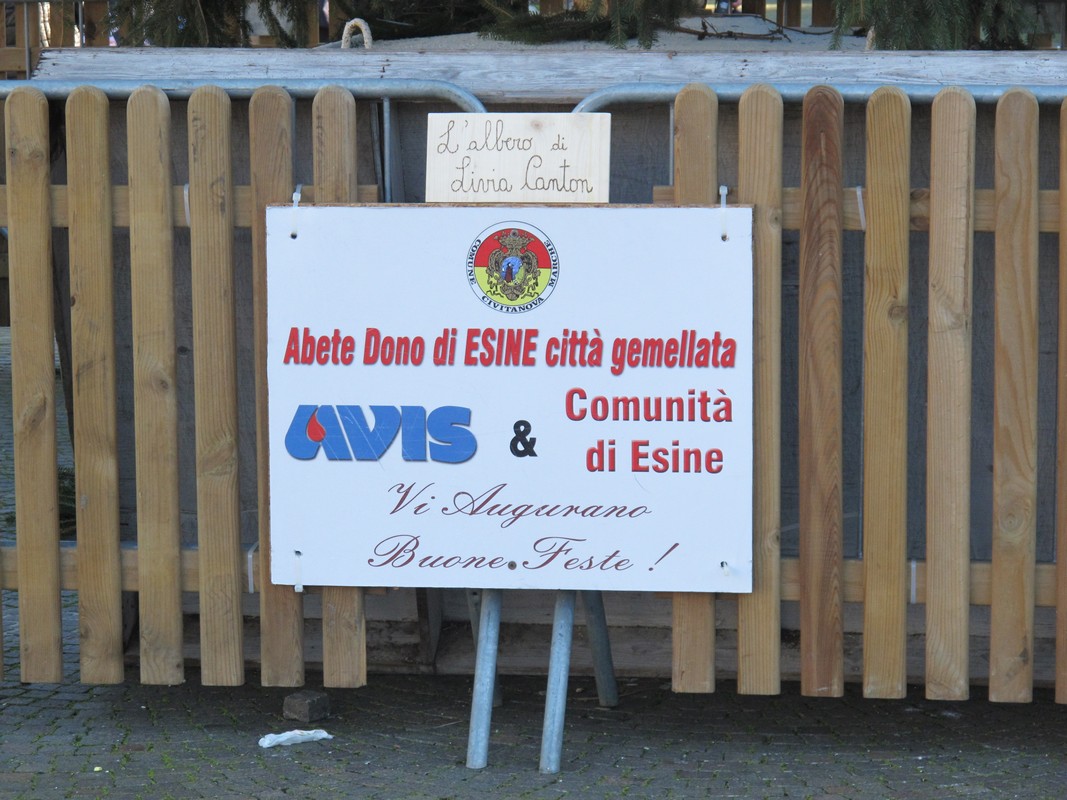 L'albero di
Livia Canton
COMUNE CIVITANOVA MARCHE
Abete Dono di ESINE città gemellata
AVIS & Comunità
di Esine
Vi Augurano
Buone Feste !